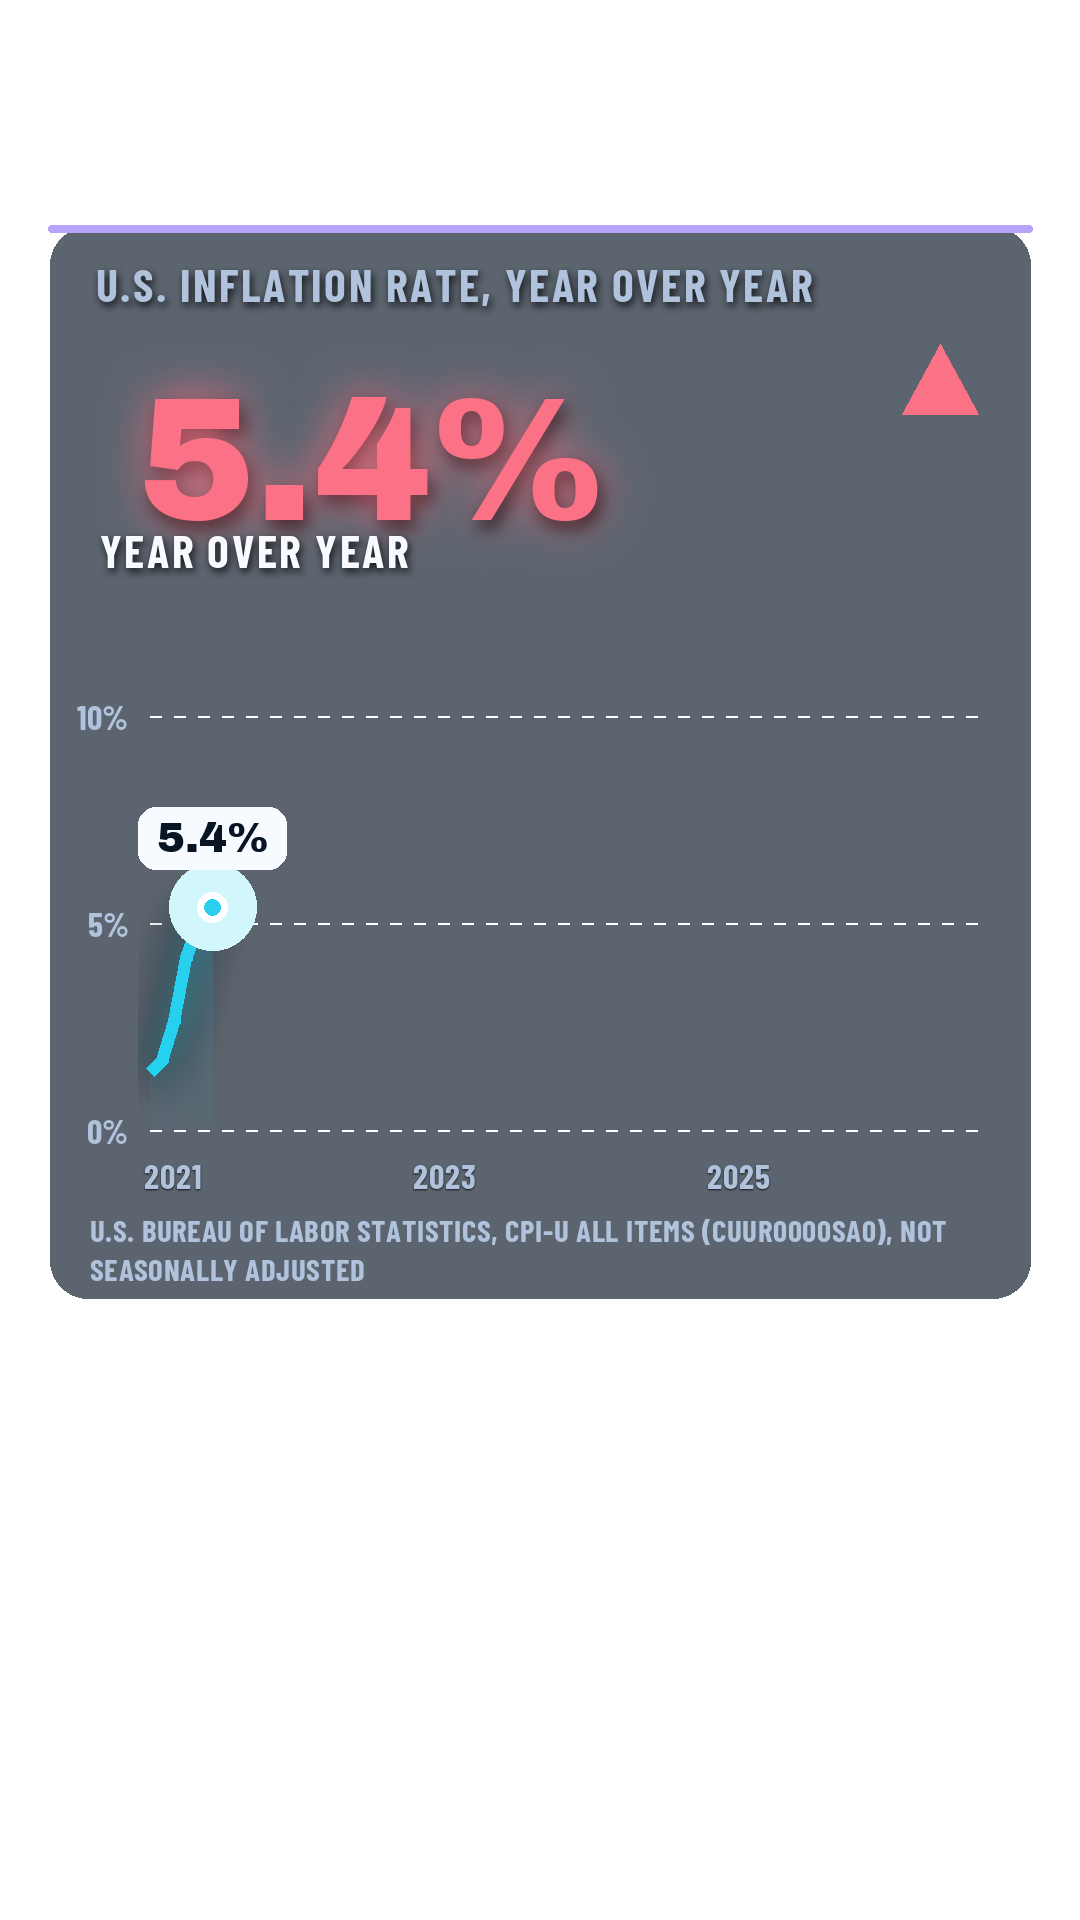 U.S. INFLATION RATE, YEAR OVER YEAR
5.4%
YEAR OVER YEAR
10%
5.4%
5%
0%
2021 2023 2025
U.S. BUREAU OF LABOR STATISTICS, CPI-U ALL ITEMS (CUUR0000SA0), NOT
SEASONALLY ADJUSTED